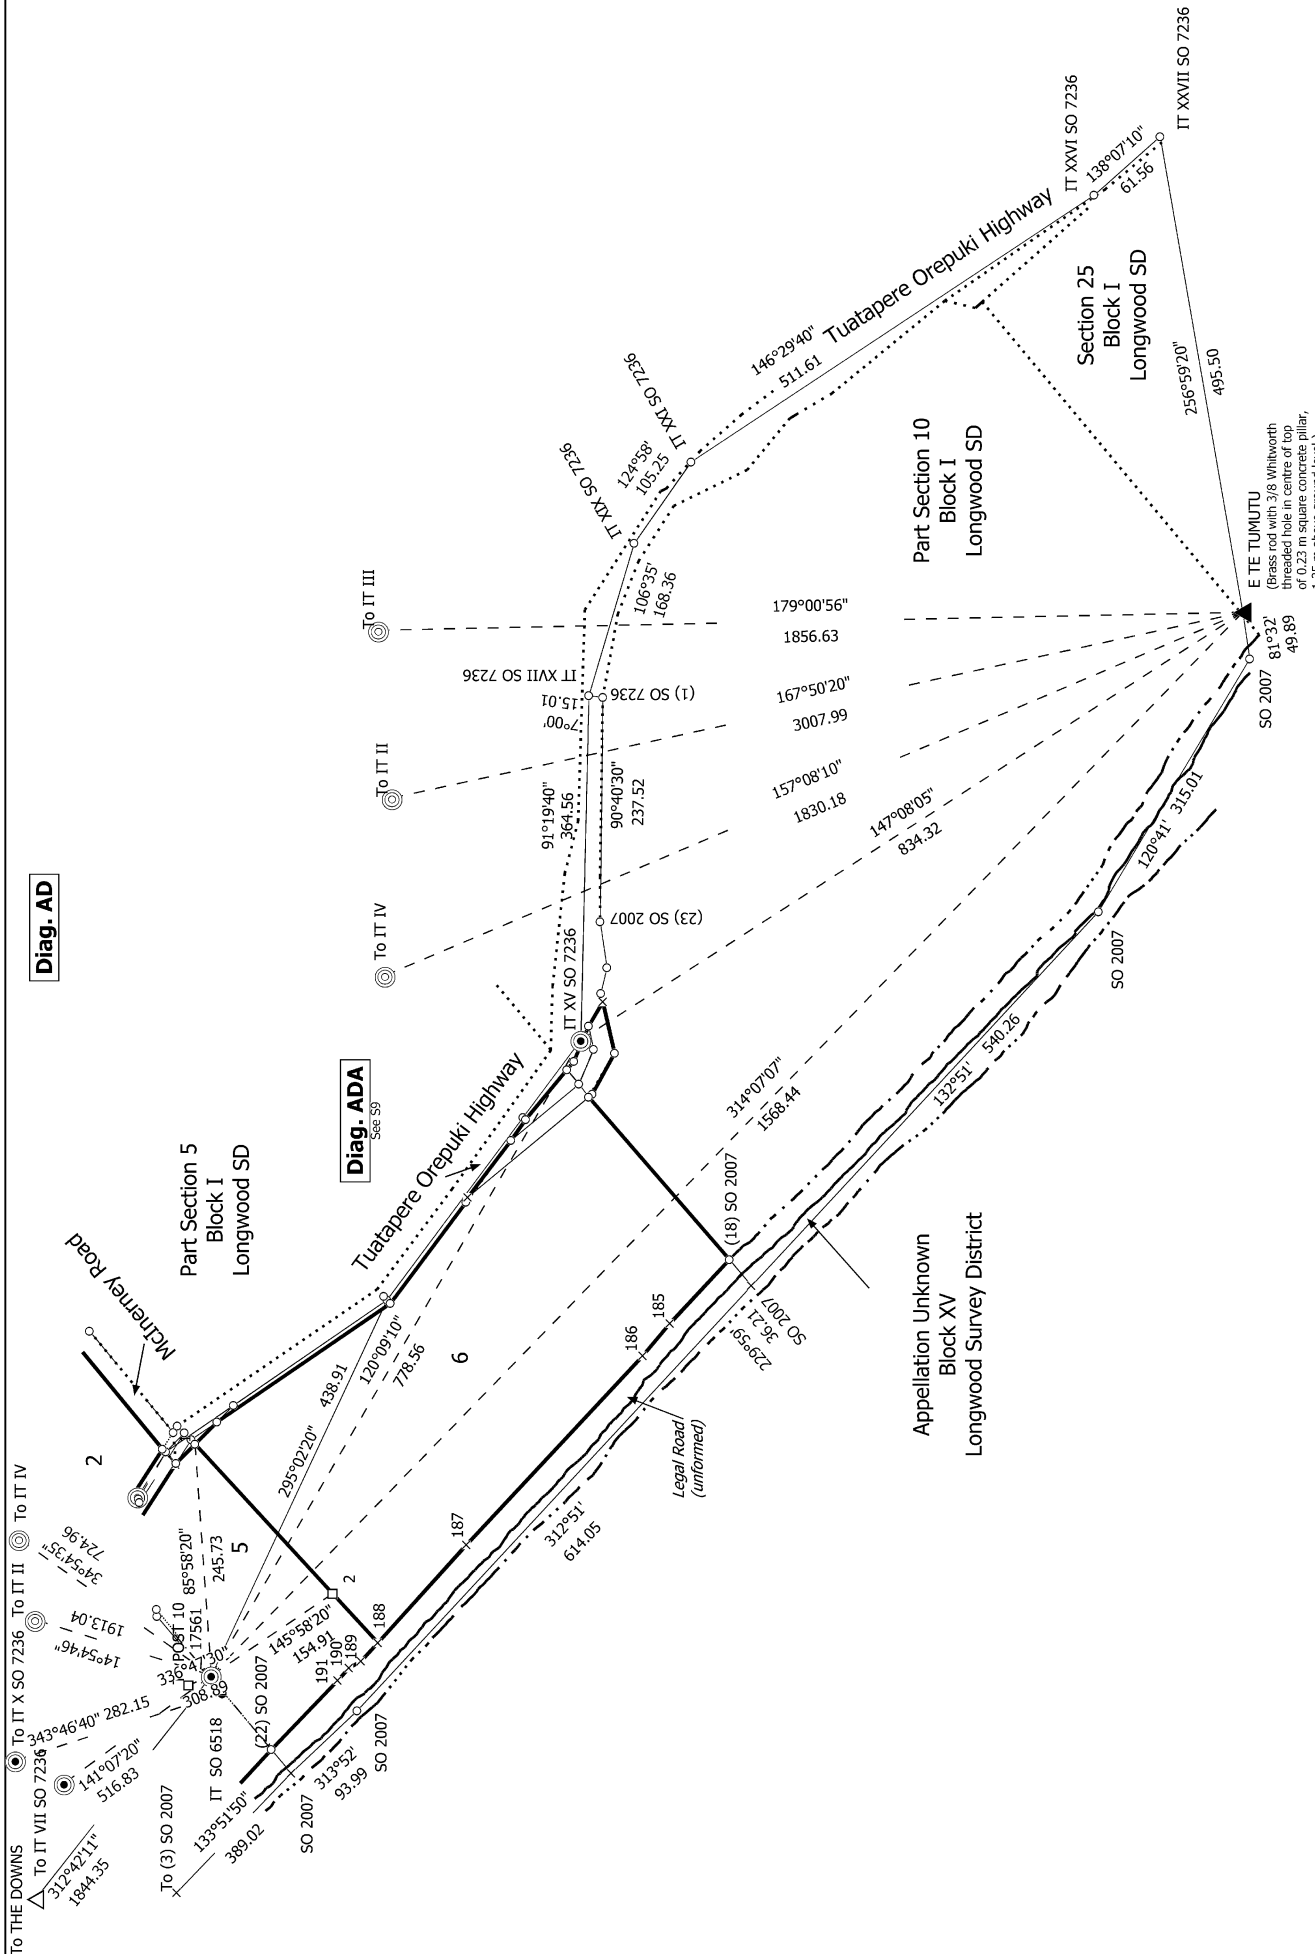 Diag. AD
To THE DOWNS
To IT VII SO 7236
To IT X SO 7236
To IT II
To IT IV
312°42'11"
1844.35
141°07'20"
516.83
343°46'40" 282.15
14°54'46"
1913.04
34°54'35"
724.96
336°47'30"
308.89
POST 10
17561
85°58'20"
245.73
IT SO 6518
To (3) SO 2007
133°51'50"
389.02
(22) SO 2007
SO 2007
313°52'
93.99
SO 2007
191
190
189
188
187
186
185
145°58'20"
154.91
2
5
2
McInerney Road
Part Section 5
Block I
Longwood SD
295°02'20"
438.91
120°09'10"
778.56
6
Tuatapere Orepuki Highway
Diag. ADA
See S9
312°51'
614.05
Legal Road
(unformed)
229°59'
36.21
SO 2007
(18) SO 2007
Appellation Unknown
Block XV
Longwood Survey District
314°07'07"
1568.44
132°51'
540.26
SO 2007
120°41'
315.01
SO 2007
81°32'
49.89
IT XV SO 7236
(23) SO 2007
To IT IV
To IT II
To IT III
91°19'40"
364.56
90°40'30"
237.52
7°00'
15.01
IT XVII SO 7236
(1) SO 7236
106°35'
168.36
IT XIX SO 7236
124°58'
105.25
IT XXI SO 7236
146°29'40"
511.61
Tuatapere Orepuki Highway
IT XXVI SO 7236
138°07'10"
61.56
IT XXVII SO 7236
147°08'05"
834.32
157°08'10"
1830.18
167°50'20"
3007.99
179°00'56"
1856.63
Part Section 10
Block I
Longwood SD
Section 25
Block I
Longwood SD
256°59'20"
495.50
E TE TUMUTU
(Brass rod with 3/8 Whitworth
threaded hole in centre of top
of 0.23 m square concrete pillar,